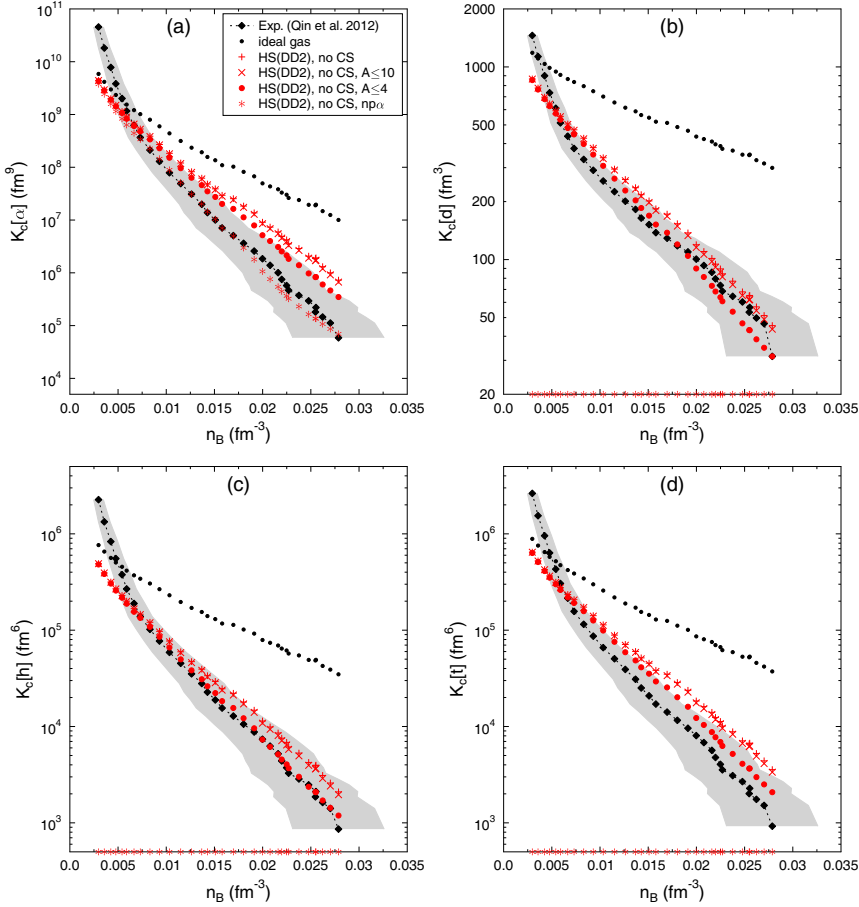 (a)
Exp. (Qin et al. 2012)
ideal gas
HS(DD2), no CS
HS(DD2), no CS, A≤10
HS(DD2), no CS, A≤4
HS(DD2), no CS, npα
10¹¹
10¹⁰
10⁹
10⁸
10⁷
10⁶
10⁵
10⁴
K_c[α] (fm⁹)
0.0 0.005 0.01 0.015 0.02 0.025 0.03 0.035
n_B (fm⁻³)
(b)
1000
500
200
100
50
20
K_c[d] (fm³)
0.0 0.005 0.01 0.015 0.02 0.025 0.03 0.035
n_B (fm⁻³)
(c)
10⁶
10⁵
10⁴
10³
K_c[h] (fm⁶)
0.0 0.005 0.01 0.015 0.02 0.025 0.03 0.035
n_B (fm⁻³)
(d)
10⁶
10⁵
10⁴
10³
K_c[t] (fm⁶)
0.0 0.005 0.01 0.015 0.02 0.025 0.03 0.035
n_B (fm⁻³)